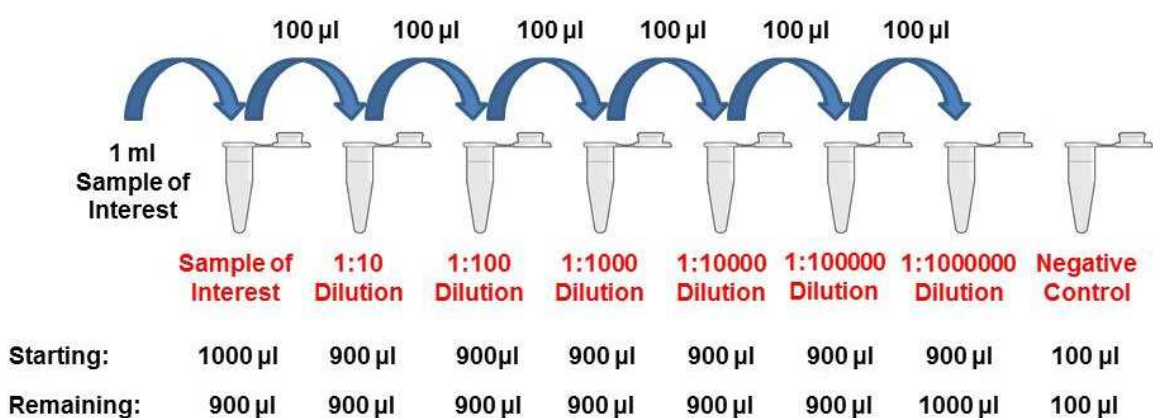 100 µl 100 µl 100 µl 100 µl 100 µl 100 µl
1 ml
Sample of
Interest
Sample of Interest
1:10 Dilution
1:100 Dilution
1:1000 Dilution
1:10000 Dilution
1:100000 Dilution
1:1000000 Dilution
Negative Control
Starting: 1000 µl 900 µl 900µl 900 µl 900 µl 900 µl 900 µl 100 µl
Remaining: 900 µl 900 µl 900 µl 900 µl 900 µl 900 µl 1000 µl 100 µl